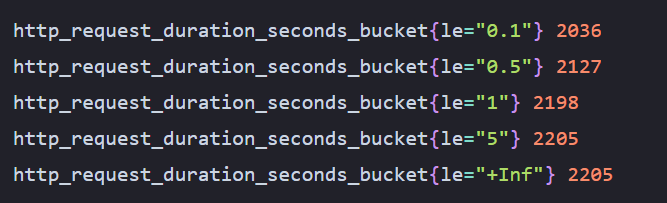 http_request_duration_seconds_bucket{le="0.1"} 2036
http_request_duration_seconds_bucket{le="0.5"} 2127
http_request_duration_seconds_bucket{le="1"} 2198
http_request_duration_seconds_bucket{le="5"} 2205
http_request_duration_seconds_bucket{le="+Inf"} 2205